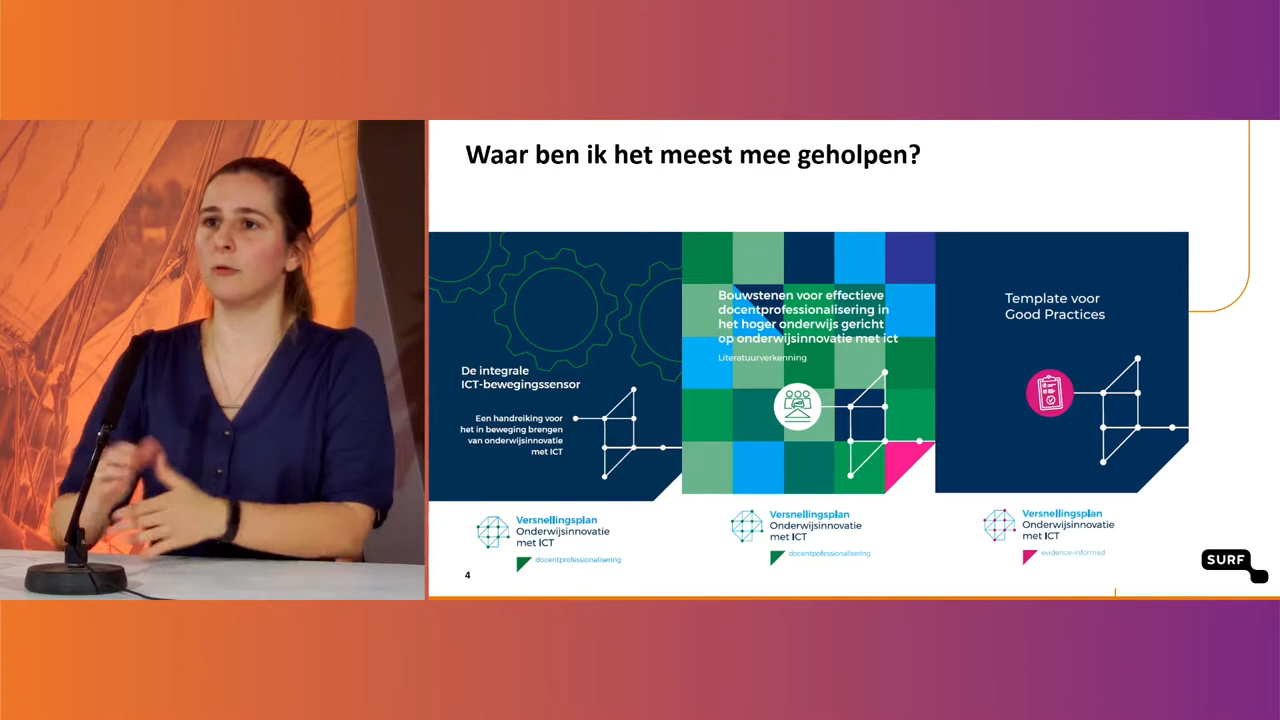 Waar ben ik het meest mee geholpen?
De integrale
ICT-bewegingssensor
Een handreiking voor
het in beweging brengen
van onderwijsinnovatie
met ICT
Versnellingsplan
Onderwijsinnovatie
met ICT
docentprofessionalisering
Bouwstenen voor effectieve
docentprofessionalisering in
het hoger onderwijs gericht
op onderwijsinnovatie met ict
Literatuurverkenning
Versnellingsplan
Onderwijsinnovatie
met ICT
docentpofessionalisering
Template voor
Good Practices
Versnellingsplan
Onderwijsinnovatie
met ICT
evidence-informed
4
SURF